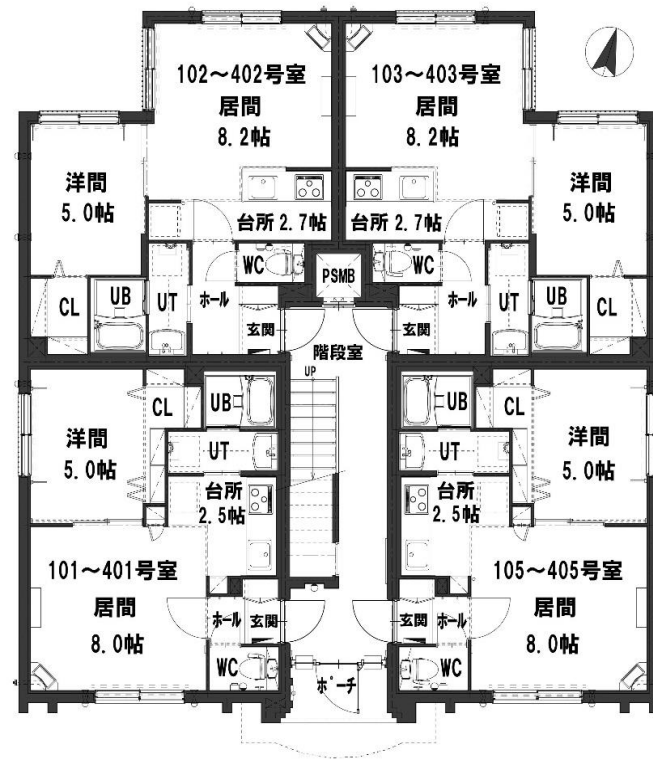 102～402号室
居間
8.2帖
103～403号室
居間
8.2帖
洋間
5.0帖
洋間
5.0帖
台所 2.7帖
台所 2.7帖
WC
PSMB
WC
CL
UB
UT
ホール
玄関
階段室
UP
玄関
ホール
UT
UB
CL
洋間
5.0帖
CL
UB
UT
台所
2.5帖
UB
CL
UT
洋間
5.0帖
台所
2.5帖
101～401号室
居間
8.0帖
ホール
玄関
WC
ポーチ
玄関
ホール
WC
105～405号室
居間
8.0帖